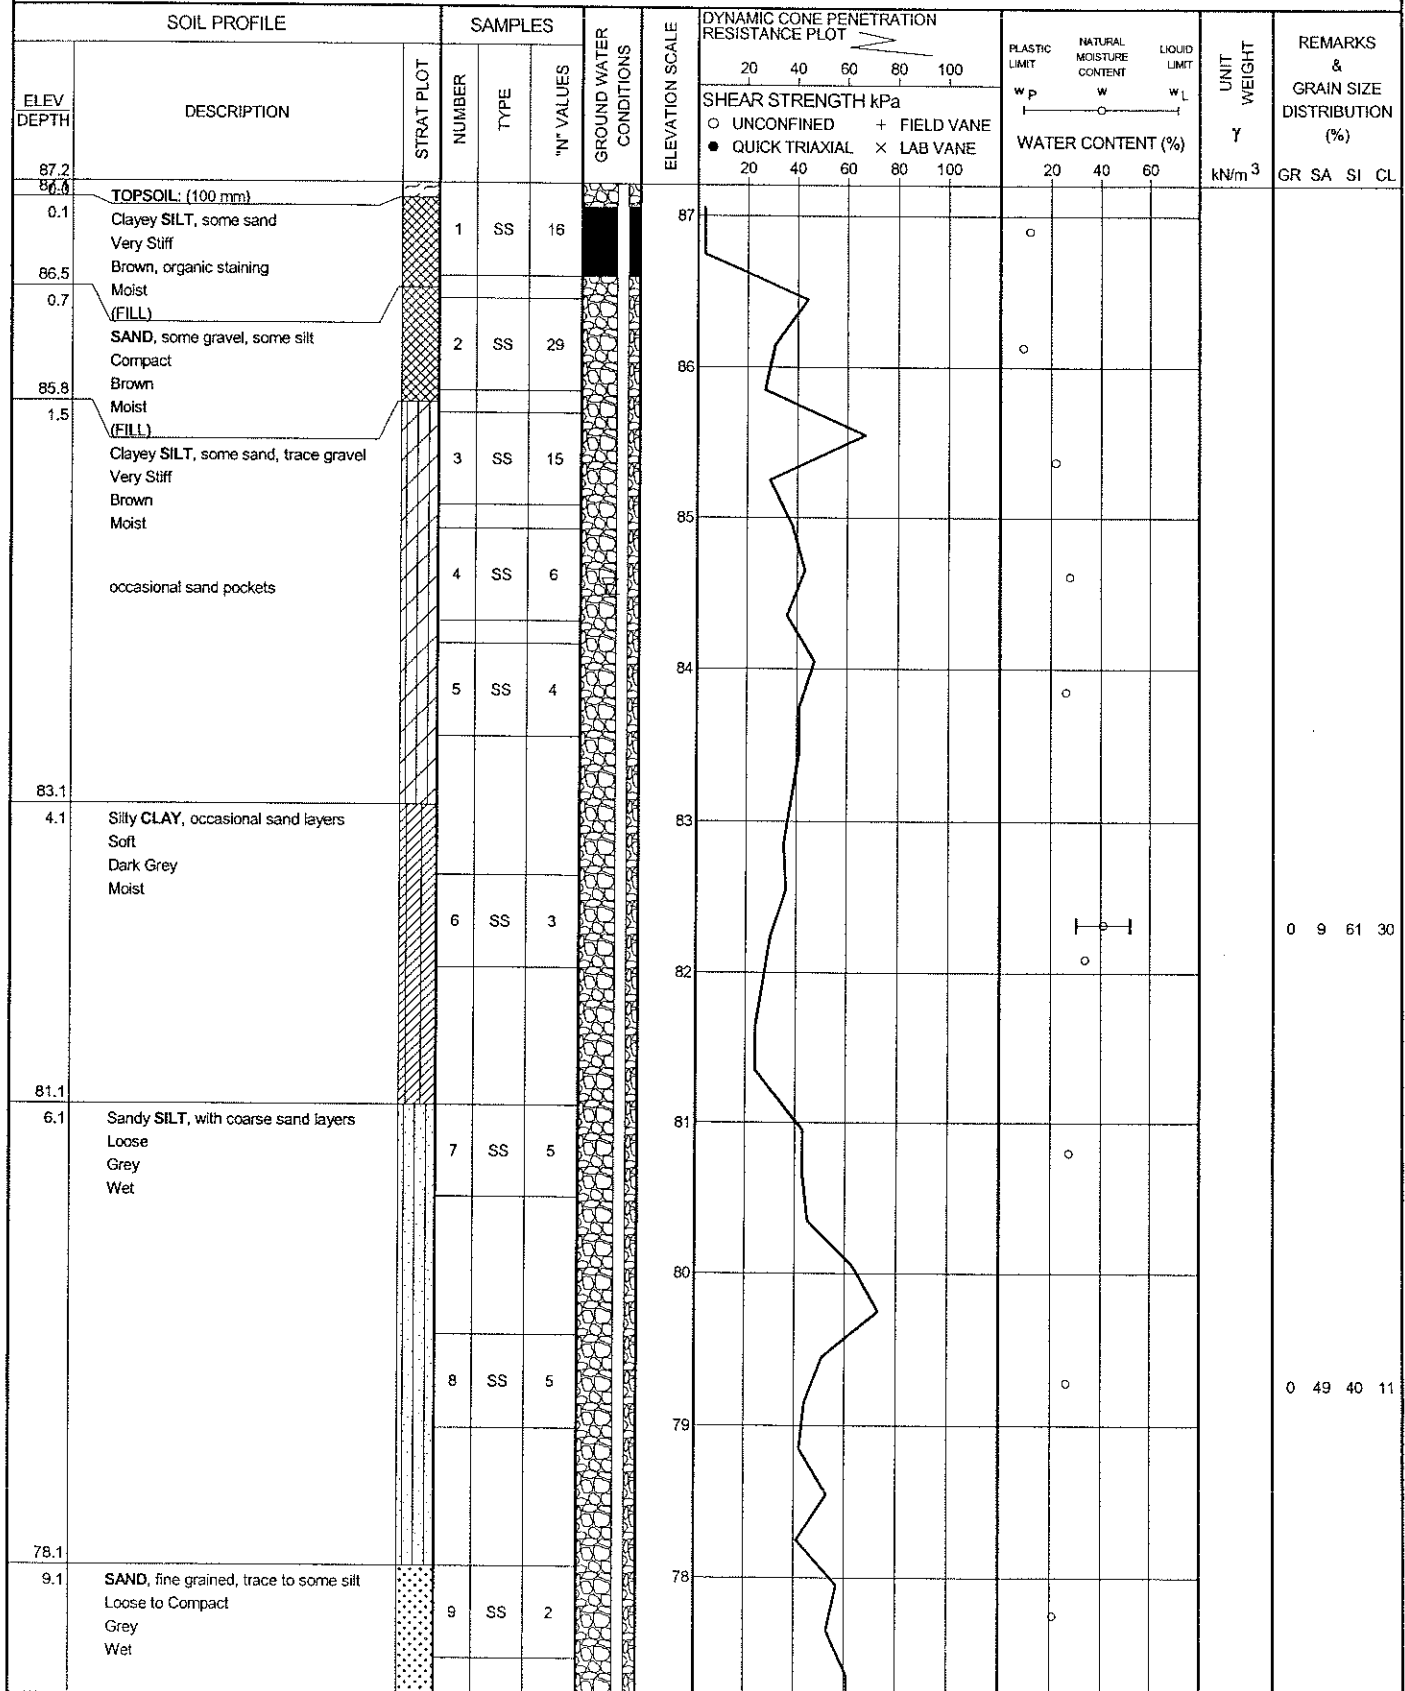 SOIL PROFILE
SAMPLES
GROUND WATER CONDITIONS
ELEVATION SCALE
DYNAMIC CONE PENETRATION
RESISTANCE PLOT
20 40 60 80 100
SHEAR STRENGTH kPa
○ UNCONFINED + FIELD VANE
● QUICK TRIAXIAL × LAB VANE
20 40 60 80 100
PLASTIC LIMIT
NATURAL MOISTURE CONTENT
LIQUID LIMIT
wP w wL
WATER CONTENT (%)
20 40 60
UNIT WEIGHT
γ
kN/m3
REMARKS
&
GRAIN SIZE
DISTRIBUTION
(%)
GR SA SI CL
ELEV
DEPTH
DESCRIPTION
STRAT PLOT
NUMBER
TYPE
"N" VALUES
87.2
0.0
TOPSOIL: (100 mm)
0.1
Clayey SILT, some sand
Very Stiff
Brown, organic staining
Moist
(FILL)
1 SS 16
87
86.5
0.7
SAND, some gravel, some silt
Compact
Brown
Moist
(FILL)
2 SS 29
86
85.8
1.5
Clayey SILT, some sand, trace gravel
Very Stiff
Brown
Moist
3 SS 15
85
occasional sand pockets
4 SS 6
84
5 SS 4
83.1
4.1
Silty CLAY, occasional sand layers
Soft
Dark Grey
Moist
83
6 SS 3
0 9 61 30
82
81.1
6.1
Sandy SILT, with coarse sand layers
Loose
Grey
Wet
81
7 SS 5
80
8 SS 5
0 49 40 11
79
78.1
9.1
SAND, fine grained, trace to some silt
Loose to Compact
Grey
Wet
78
9 SS 2